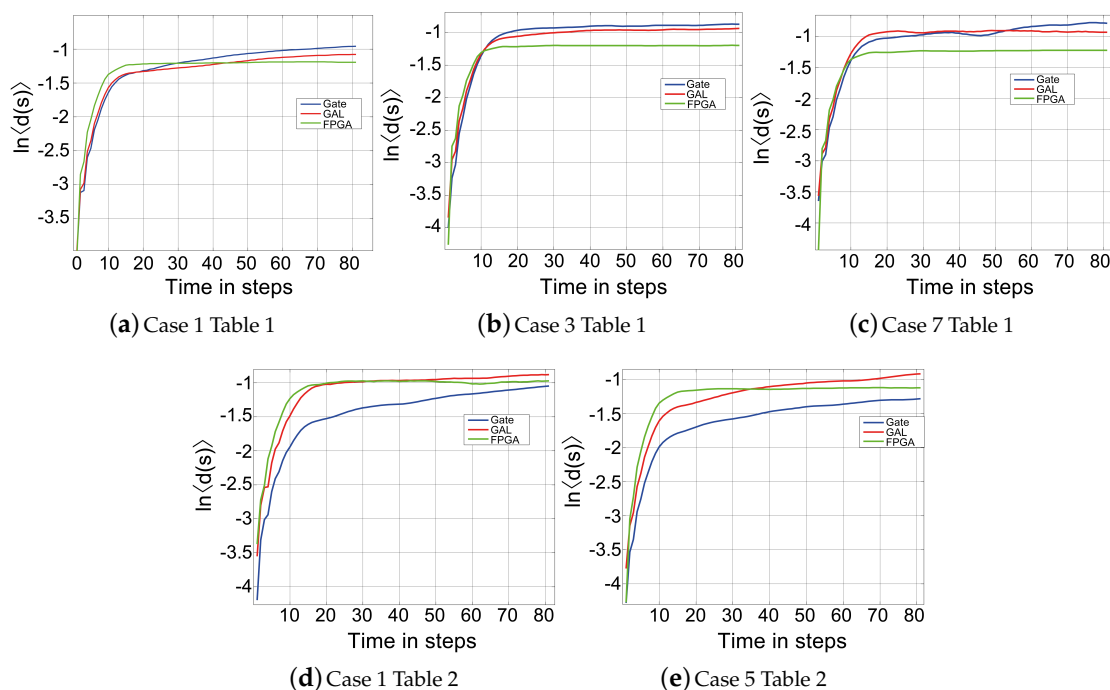 ln⟨d(s)⟩
-1
-1.5
-2
-2.5
-3
-3.5
0 10 20 30 40 50 60 70 80
Time in steps
Gate
GAL
FPGA
(a) Case 1 Table 1
ln⟨d(s)⟩
-1
-1.5
-2
-2.5
-3
-3.5
-4
10 20 30 40 50 60 70 80
Time in steps
Gate
GAL
FPGA
(b) Case 3 Table 1
ln⟨d(s)⟩
-1
-1.5
-2
-2.5
-3
-3.5
-4
10 20 30 40 50 60 70 80
Time in steps
Gate
GAL
FPGA
(c) Case 7 Table 1
ln⟨d(s)⟩
-1
-1.5
-2
-2.5
-3
-3.5
-4
10 20 30 40 50 60 70 80
Time in steps
Gate
GAL
FPGA
(d) Case 1 Table 2
ln⟨d(s)⟩
-1
-1.5
-2
-2.5
-3
-3.5
-4
10 20 30 40 50 60 70 80
Time in steps
Gate
GAL
FPGA
(e) Case 5 Table 2